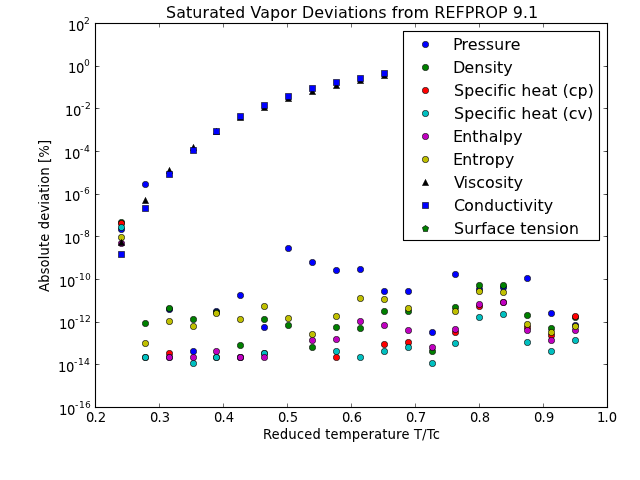 Saturated Vapor Deviations from REFPROP 9.1
Absolute deviation [%]
10^2
10^0
10^-2
10^-4
10^-6
10^-8
10^-10
10^-12
10^-14
10^-16
Pressure
Density
Specific heat (cp)
Specific heat (cv)
Enthalpy
Entropy
Viscosity
Conductivity
Surface tension
0.2 0.3 0.4 0.5 0.6 0.7 0.8 0.9 1.0
Reduced temperature T/Tc